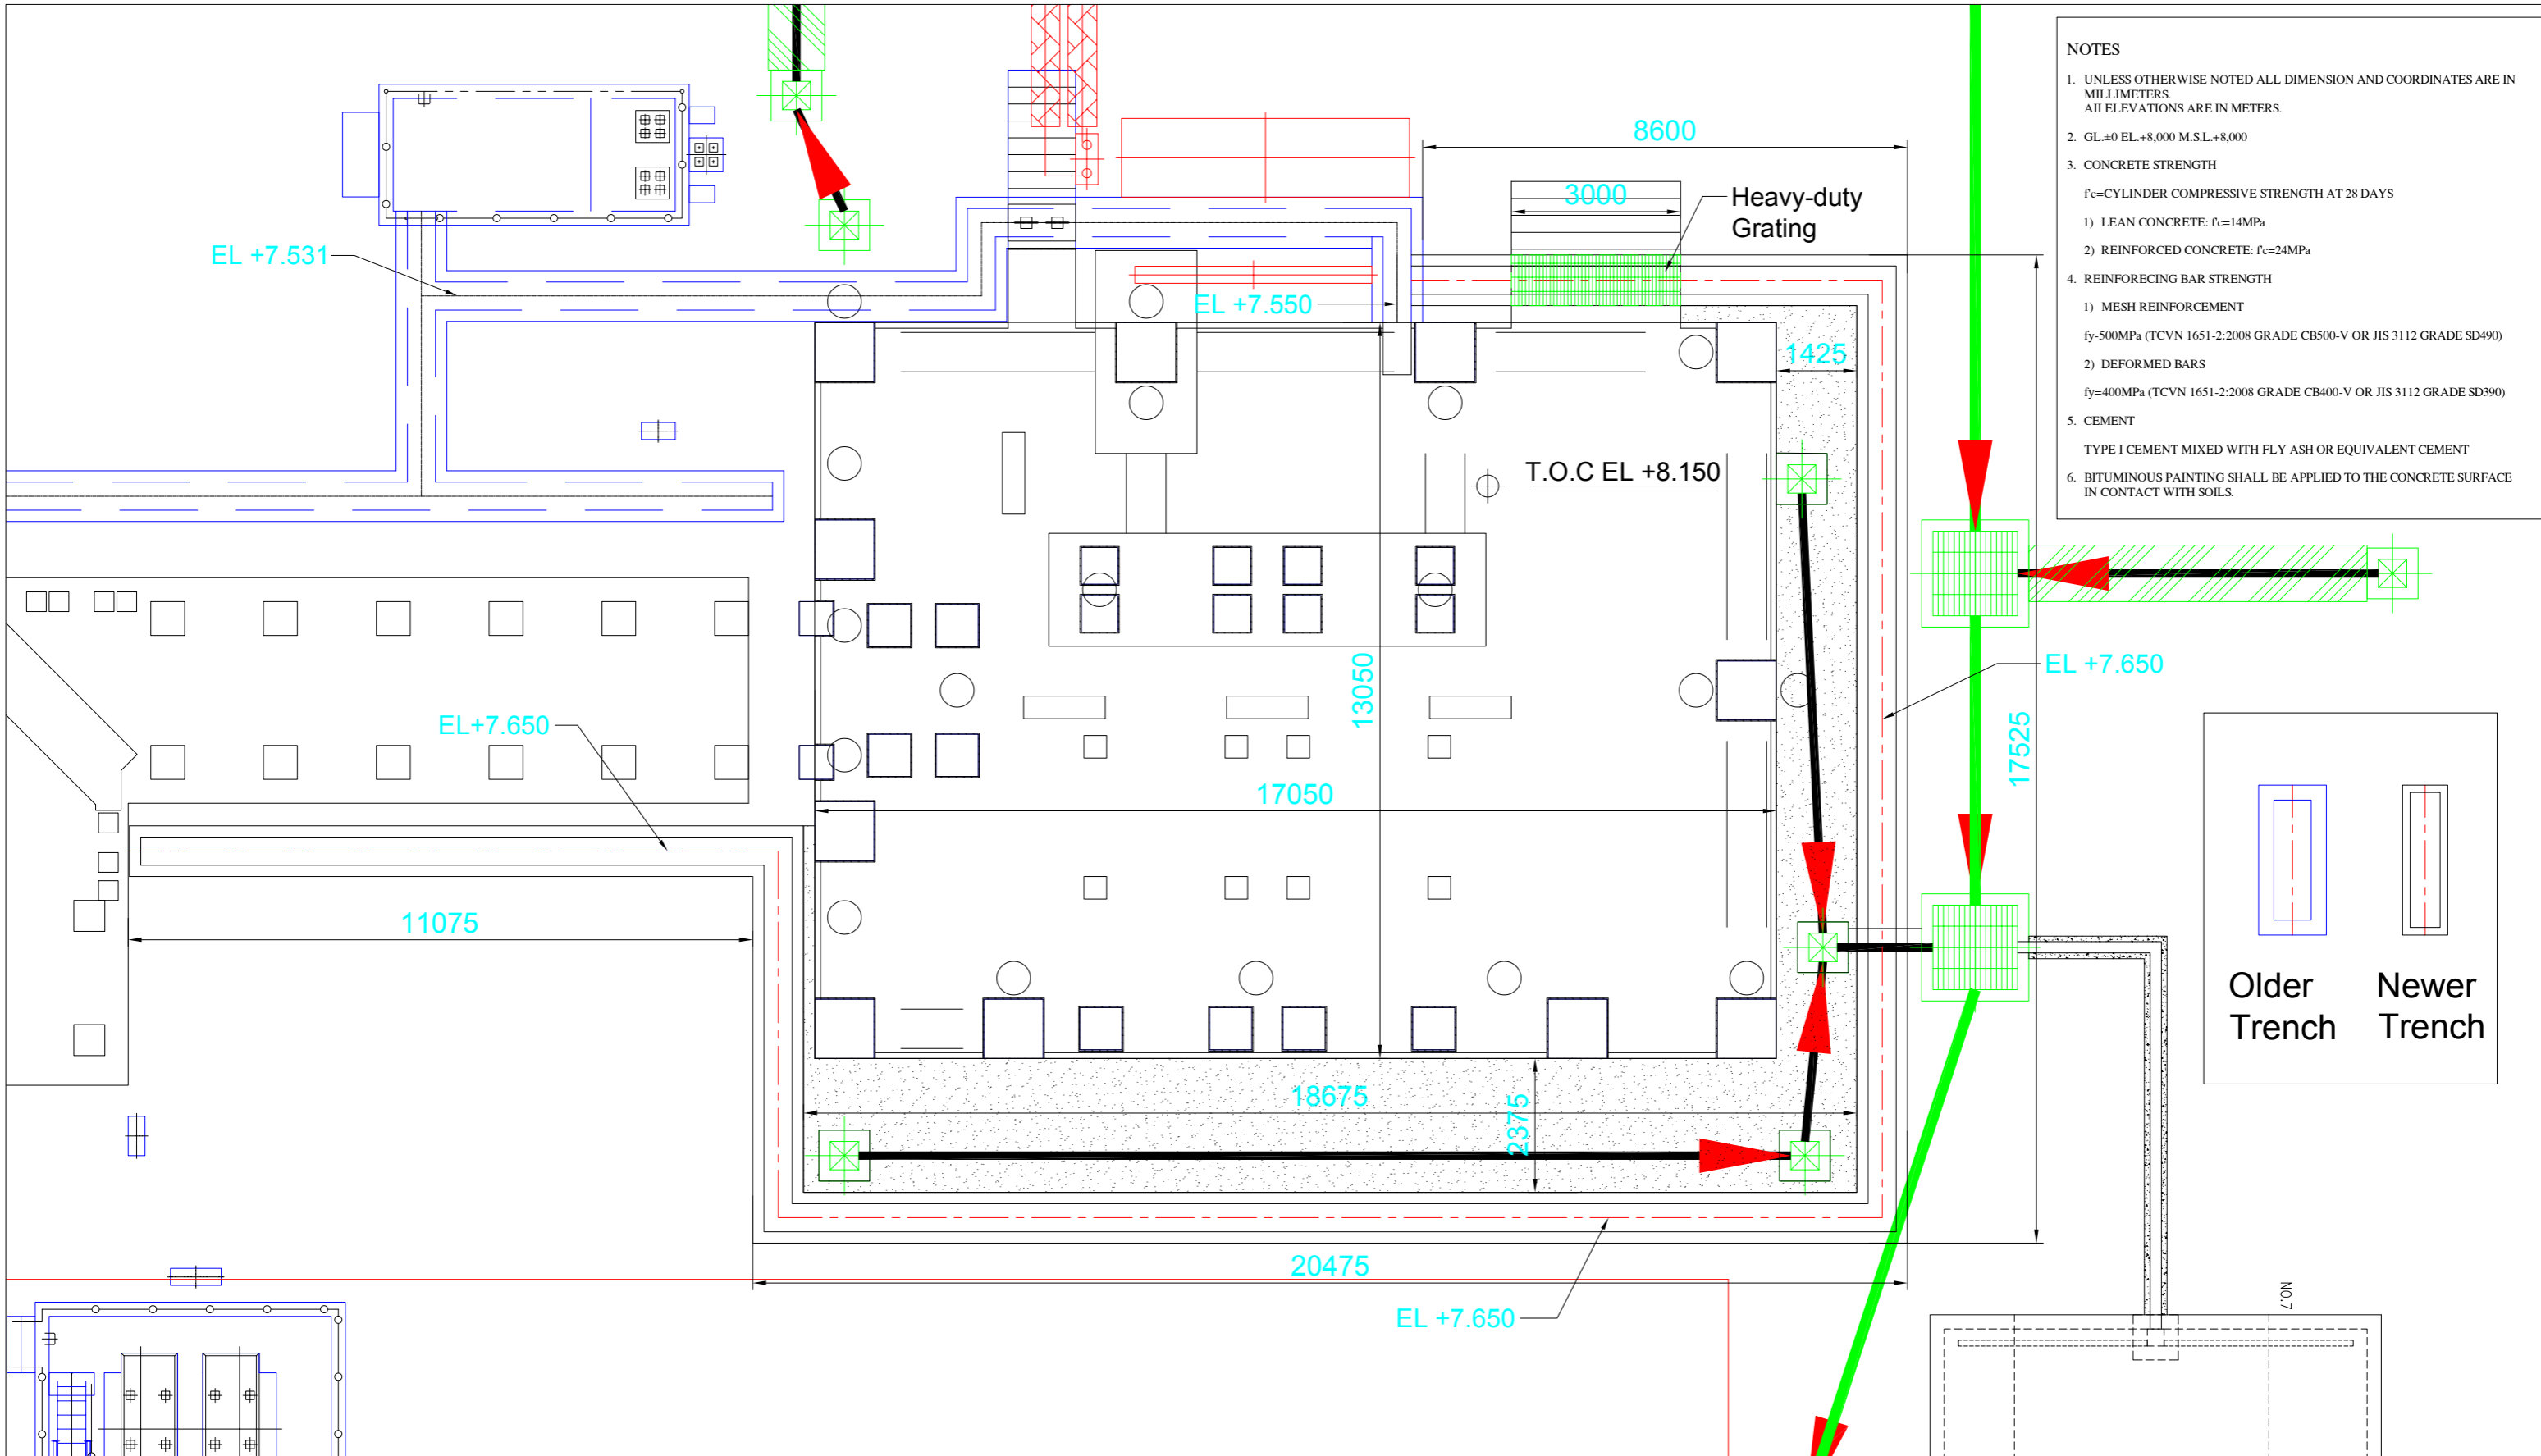 NOTES
1. UNLESS OTHERWISE NOTED ALL DIMENSION AND COORDINATES ARE IN
MILLIMETERS.
All ELEVATIONS ARE IN METERS.
2. GL.±0 EL.+8,000 M.S.L.+8,000
3. CONCRETE STRENGTH
f'c=CYLINDER COMPRESSIVE STRENGTH AT 28 DAYS
1) LEAN CONCRETE: f'c=14MPa
2) REINFORCED CONCRETE: f'c=24MPa
4. REINFORECING BAR STRENGTH
1) MESH REINFORCEMENT
fy-500MPa (TCVN 1651-2:2008 GRADE CB500-V OR JIS 3112 GRADE SD490)
2) DEFORMED BARS
fy=400MPa (TCVN 1651-2:2008 GRADE CB400-V OR JIS 3112 GRADE SD390)
5. CEMENT
TYPE I CEMENT MIXED WITH FLY ASH OR EQUIVALENT CEMENT
6. BITUMINOUS PAINTING SHALL BE APPLIED TO THE CONCRETE SURFACE
IN CONTACT WITH SOILS.
8600
3000
Heavy-duty
Grating
EL +7.531
EL +7.550
1425
T.O.C EL +8.150
EL +7.650
13050
EL+7.650
17525
17050
11075
Older
Trench
Newer
Trench
18675
2375
20475
EL +7.650
NO.7